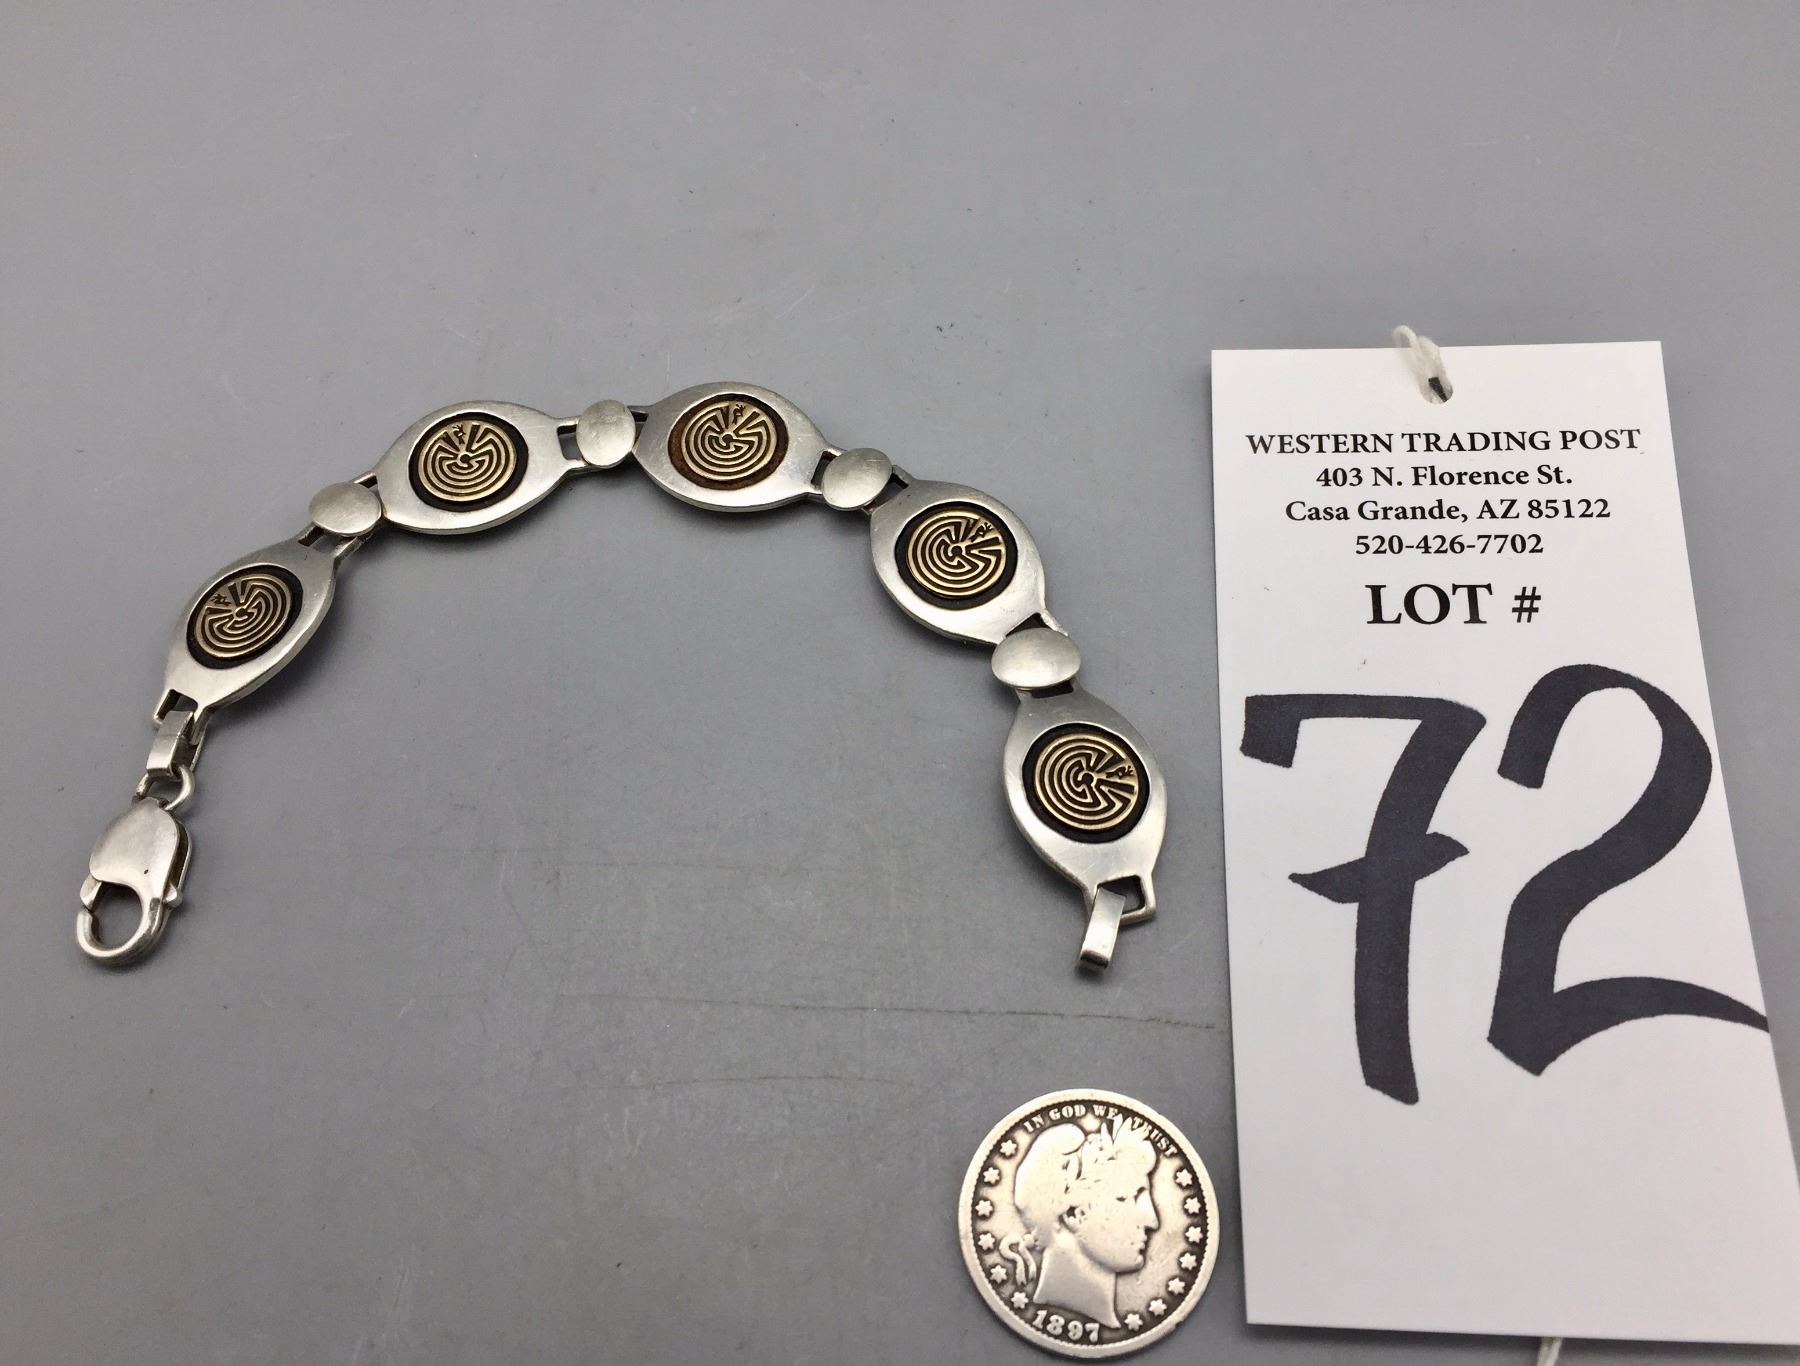 WESTERN TRADING POST
403 N. Florence St.
Casa Grande, AZ 85122
520-426-7702
LOT #
72
IN GOD WE TRUST
1897